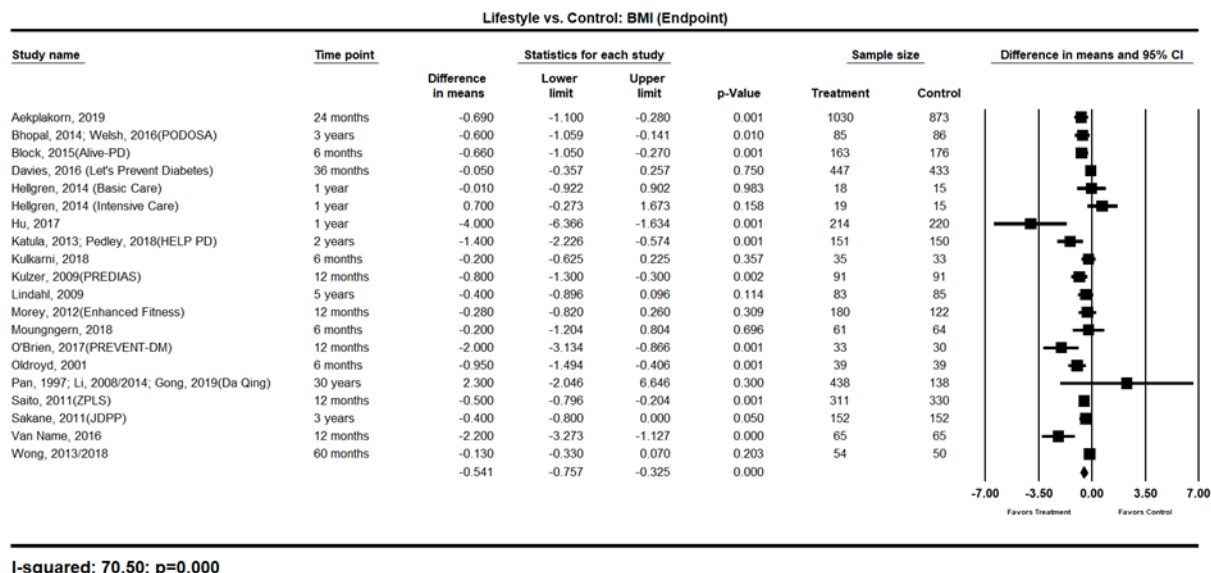 Lifestyle vs. Control: BMI (Endpoint)
Study name Time point Statistics for each study Sample size Difference in means and 95% CI
Difference in means Lower limit Upper limit p-Value Treatment Control
Aekplakorn, 2019 24 months -0.690 -1.100 -0.280 0.001 1030 873
Bhopal, 2014; Welsh, 2016(PODOSA) 3 years -0.600 -1.059 -0.141 0.010 85 86
Block, 2015(Alive-PD) 6 months -0.660 -1.050 -0.270 0.001 163 176
Davies, 2016 (Let's Prevent Diabetes) 36 months -0.050 -0.357 0.257 0.750 447 433
Hellgren, 2014 (Basic Care) 1 year -0.010 -0.922 0.902 0.983 18 15
Hellgren, 2014 (Intensive Care) 1 year 0.700 -0.273 1.673 0.158 19 15
Hu, 2017 1 year -4.000 -6.366 -1.634 0.001 214 220
Katula, 2013; Pedley, 2018(HELP PD) 2 years -1.400 -2.226 -0.574 0.001 151 150
Kulkarni, 2018 6 months -0.200 -0.625 0.225 0.357 35 33
Kulzer, 2009(PREDIAS) 12 months -0.800 -1.300 -0.300 0.002 91 91
Lindahl, 2009 5 years -0.400 -0.896 0.096 0.114 83 85
Morey, 2012(Enhanced Fitness) 12 months -0.280 -0.820 0.260 0.309 180 122
Moungngern, 2018 6 months -0.200 -1.204 0.804 0.696 61 64
O'Brien, 2017(PREVENT-DM) 12 months -2.000 -3.134 -0.866 0.001 33 30
Oldroyd, 2001 6 months -0.950 -1.494 -0.406 0.001 39 39
Pan, 1997; Li, 2008/2014; Gong, 2019(Da Qing) 30 years 2.300 -2.046 6.646 0.300 438 138
Saito, 2011(ZPLS) 12 months -0.500 -0.796 -0.204 0.001 311 330
Sakane, 2011(JDPP) 3 years -0.400 -0.800 0.000 0.050 152 152
Van Name, 2016 12 months -2.200 -3.273 -1.127 0.000 65 65
Wong, 2013/2018 60 months -0.130 -0.330 0.070 0.203 54 50
-0.541 -0.757 -0.325 0.000
-7.00 -3.50 0.00 3.50 7.00
Favors Treatment Favors Control
I-squared: 70.50; p=0.000